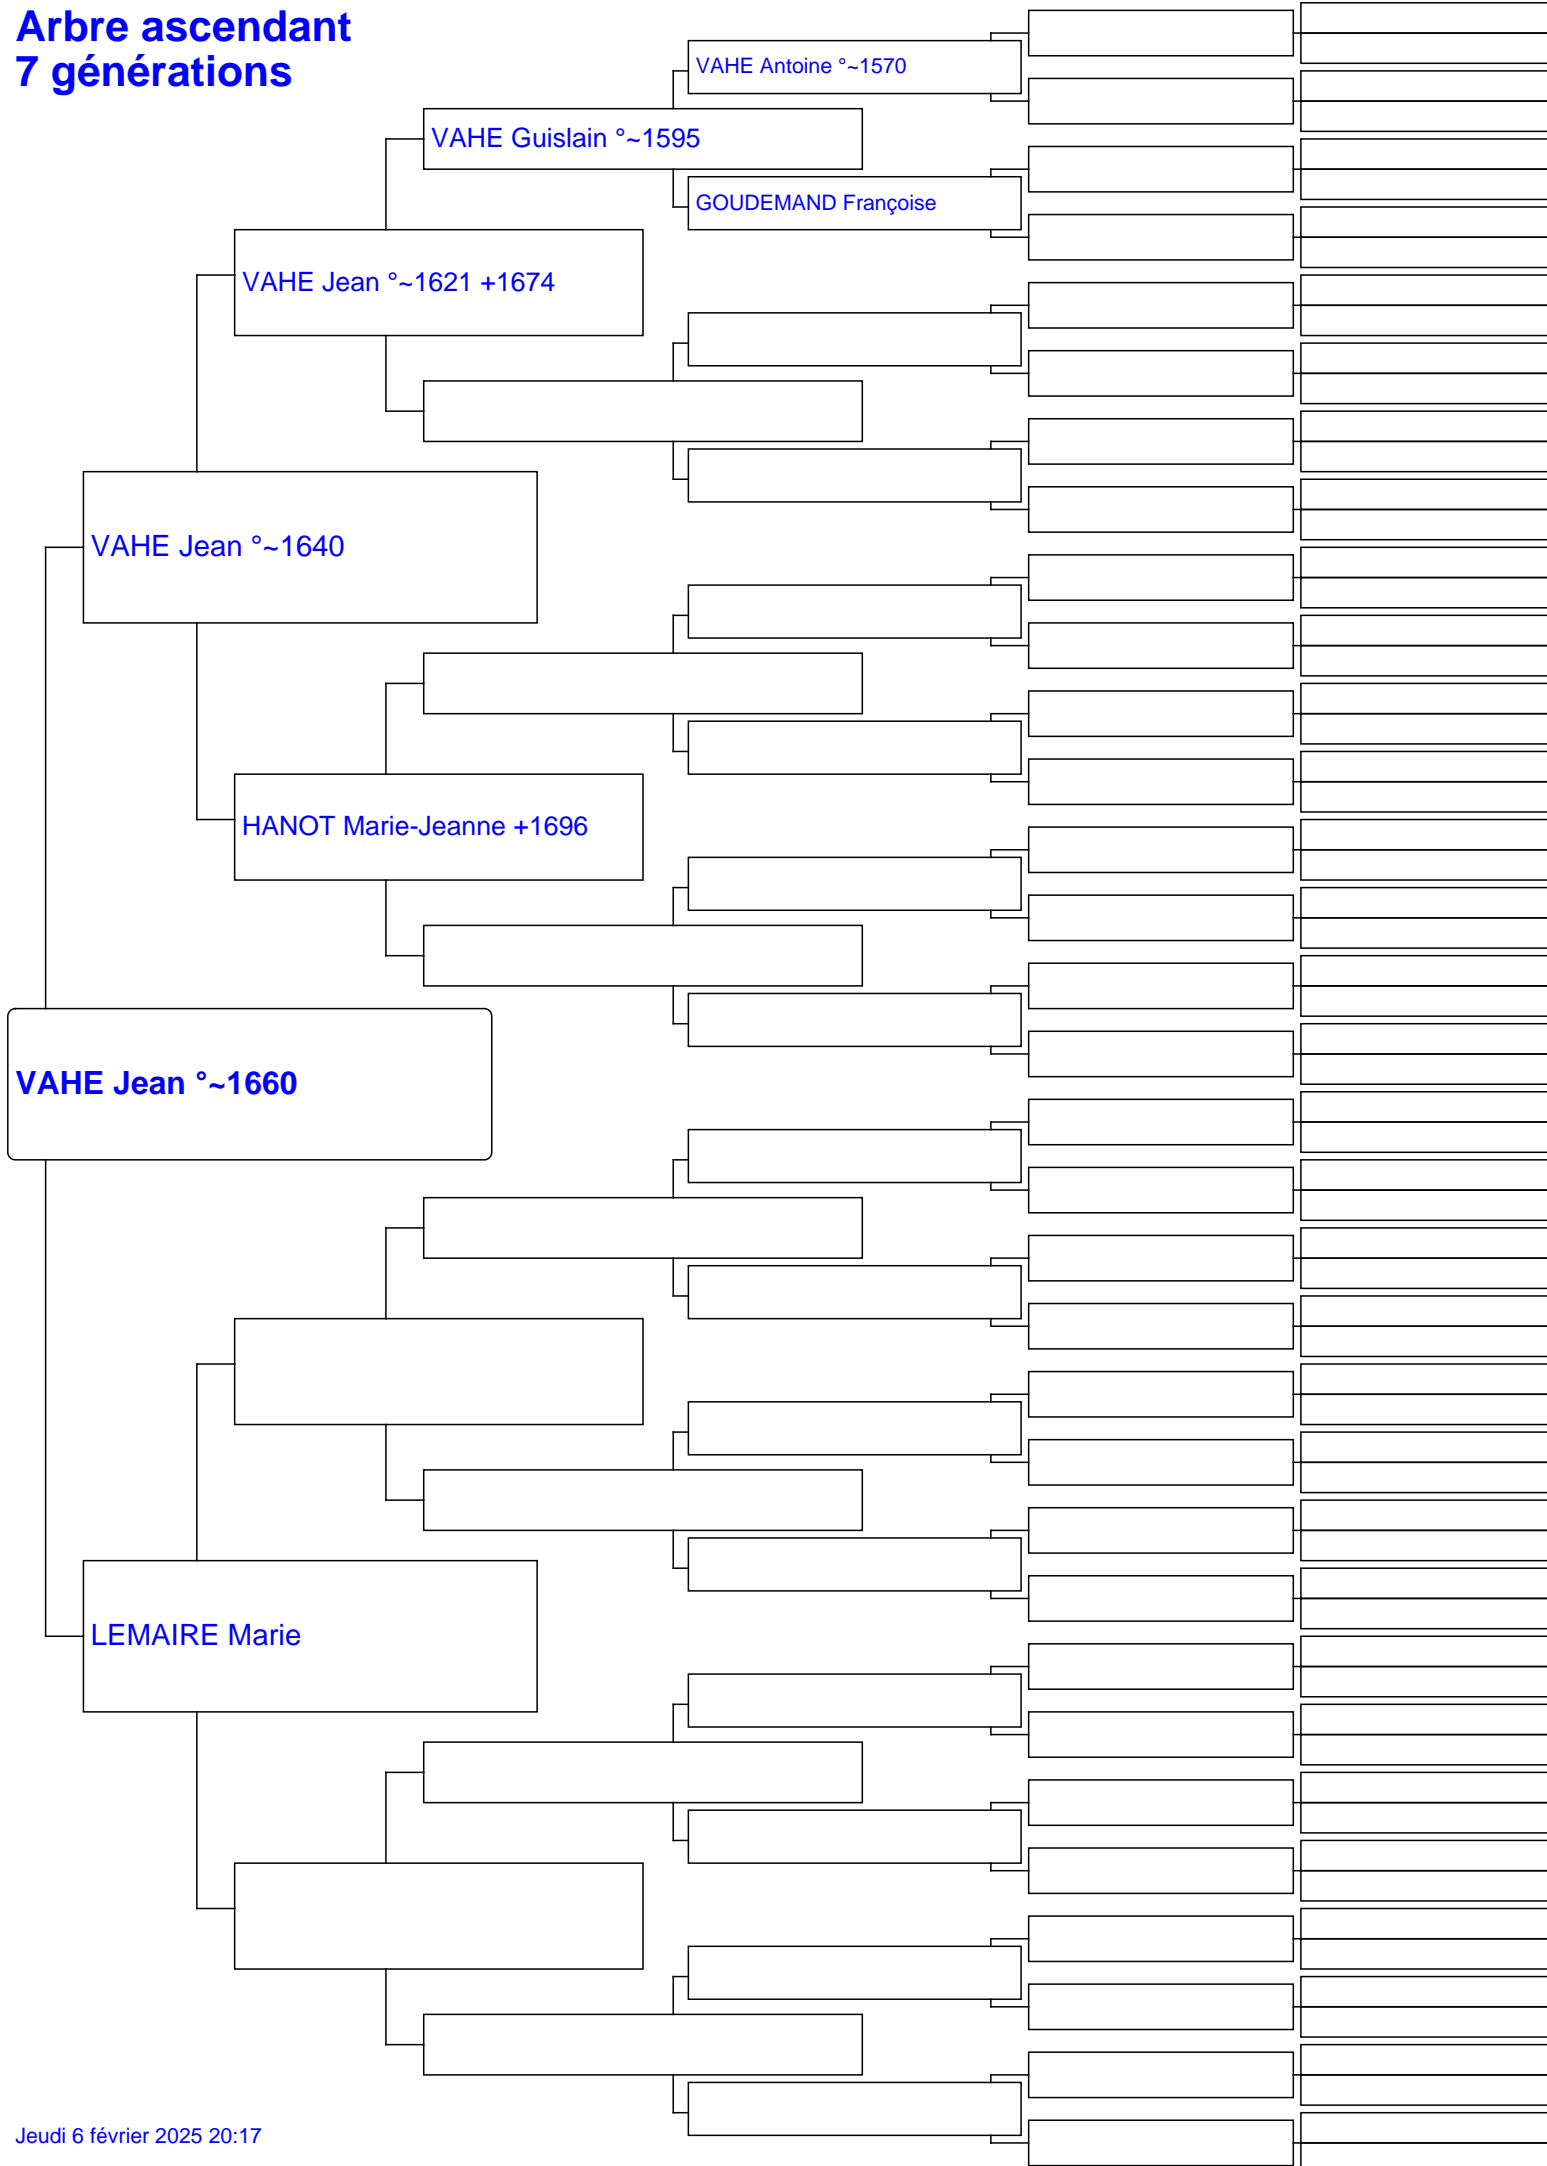 Arbre ascendant
7 générations
VAHE Antoine °~1570
VAHE Guislain °~1595
GOUDEMAND Françoise
VAHE Jean °~1621 +1674
VAHE Jean °~1640
HANOT Marie-Jeanne +1696
VAHE Jean °~1660
LEMAIRE Marie
Jeudi 6 février 2025 20:17